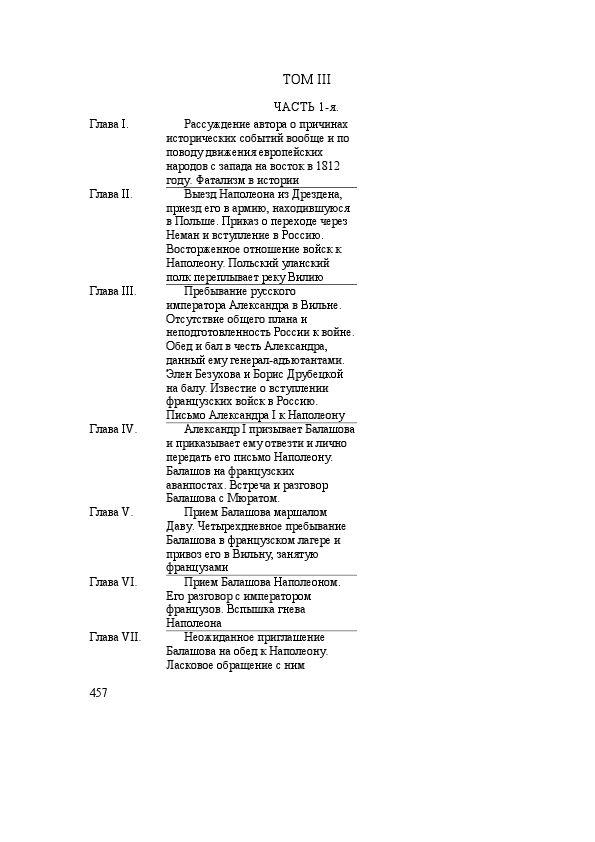 ТОМ III
ЧАСТЬ 1-я.
Глава I. Рассуждение автора о причинах
исторических событий вообще и по
поводу движения европейских
народов с запада на восток в 1812
году. Фатализм в истории
Глава II. Выезд Наполеона из Дрездена,
приезд его в армию, находившуюся
в Польше. Приказ о переходе через
Неман и вступление в Россию.
Восторженное отношение войск к
Наполеону. Польский уланский
полк переплывает реку Вилию
Глава III. Пребывание русского
императора Александра в Вильне.
Отсутствие общего плана и
неподготовленность России к войне.
Обед и бал в честь Александра,
данный ему генерал-адъютантами.
Элен Безухова и Борис Друбецкой
на балу. Известие о вступлении
французских войск в Россию.
Письмо Александра I к Наполеону
Глава IV. Александр I призывает Балашова
и приказывает ему отвезти и лично
передать его письмо Наполеону.
Балашов на французских
аванпостах. Встреча и разговор
Балашова с Мюратом.
Глава V. Прием Балашова маршалом
Даву. Четырехдневное пребывание
Балашова в французском лагере и
привоз его в Вильну, занятую
французами
Глава VI. Прием Балашова Наполеоном.
Его разговор с императором
французов. Вспышка гнева
Наполеона
Глава VII. Неожиданное приглашение
Балашова на обед к Наполеону.
Ласковое обращение с ним
457